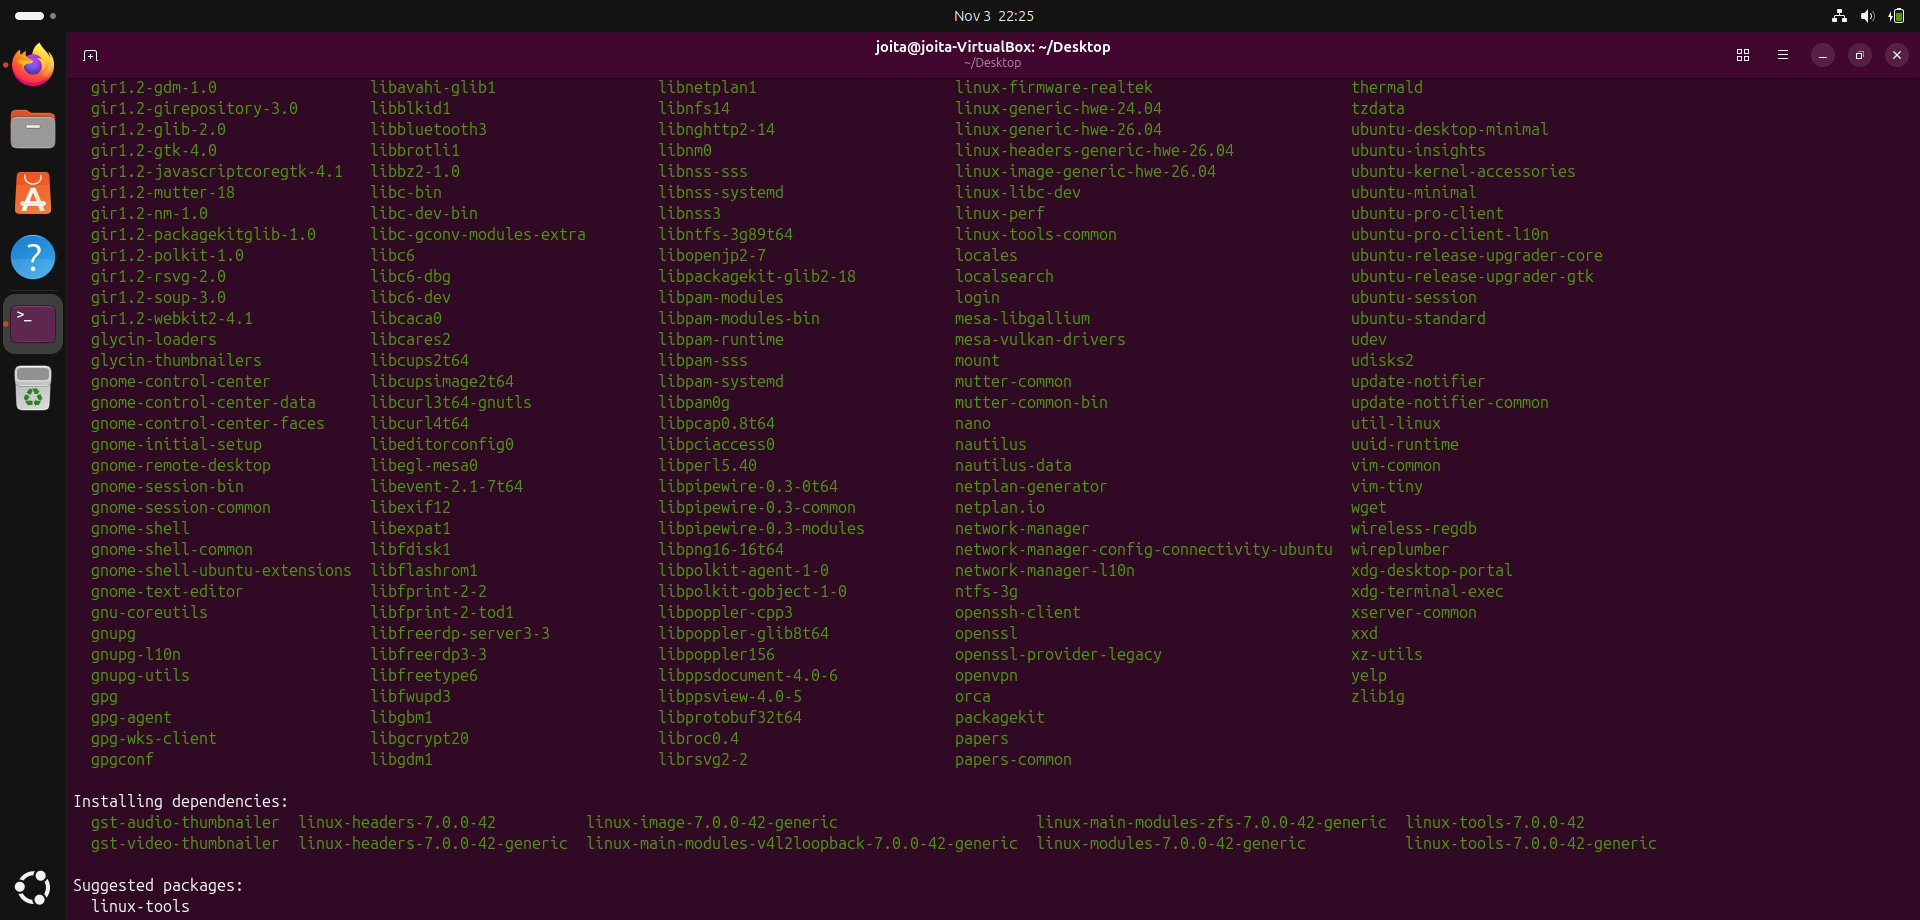 Nov 3 22:25
joita@joita-VirtualBox: ~/Desktop
~/Desktop
gir1.2-gdm-1.0 libavahi-glib1 libnetplan1 linux-firmware-realtek thermald
gir1.2-girepository-3.0 libblkid1 libnfs14 linux-generic-hwe-24.04 tzdata
gir1.2-glib-2.0 libbluetooth3 libnghttp2-14 linux-generic-hwe-26.04 ubuntu-desktop-minimal
gir1.2-gtk-4.0 libbrotli1 libnm0 linux-headers-generic-hwe-26.04 ubuntu-insights
gir1.2-javascriptcoregtk-4.1 libbz2-1.0 libnss-sss linux-image-generic-hwe-26.04 ubuntu-kernel-accessories
gir1.2-mutter-18 libc-bin libnss-systemd linux-libc-dev ubuntu-minimal
gir1.2-nm-1.0 libc-dev-bin libnss3 linux-perf ubuntu-pro-client
gir1.2-packagekitglib-1.0 libc-gconv-modules-extra libntfs-3g89t64 linux-tools-common ubuntu-pro-client-l10n
gir1.2-polkit-1.0 libc6 libopenjp2-7 locales ubuntu-release-upgrader-core
gir1.2-rsvg-2.0 libc6-dbg libpackagekit-glib2-18 localsearch ubuntu-release-upgrader-gtk
gir1.2-soup-3.0 libc6-dev libpam-modules login ubuntu-session
gir1.2-webkit2-4.1 libcaca0 libpam-modules-bin mesa-libgallium ubuntu-standard
glycin-loaders libcares2 libpam-runtime mesa-vulkan-drivers udev
glycin-thumbnailers libcups2t64 libpam-sss mount udisks2
gnome-control-center libcupsimage2t64 libpam-systemd mutter-common update-notifier
gnome-control-center-data libcurl3t64-gnutls libpam0g mutter-common-bin update-notifier-common
gnome-control-center-faces libcurl4t64 libpcap0.8t64 nano util-linux
gnome-initial-setup libeditorconfig0 libpciaccess0 nautilus uuid-runtime
gnome-remote-desktop libegl-mesa0 libperl5.40 nautilus-data vim-common
gnome-session-bin libevent-2.1-7t64 libpipewire-0.3-0t64 netplan-generator vim-tiny
gnome-session-common libexif12 libpipewire-0.3-common netplan.io wget
gnome-shell libexpat1 libpipewire-0.3-modules network-manager wireless-regdb
gnome-shell-common libfdisk1 libpng16-16t64 network-manager-config-connectivity-ubuntu wireplumber
gnome-shell-ubuntu-extensions libflashrom1 libpolkit-agent-1-0 network-manager-l10n xdg-desktop-portal
gnome-text-editor libfprint-2-2 libpolkit-gobject-1-0 ntfs-3g xdg-terminal-exec
gnu-coreutils libfprint-2-tod1 libpoppler-cpp3 openssh-client xserver-common
gnupg libfreerdp-server3-3 libpoppler-glib8t64 openssl xxd
gnupg-l10n libfreerdp3-3 libpoppler156 openssl-provider-legacy xz-utils
gnupg-utils libfreetype6 libppsdocument-4.0-6 openvpn yelp
gpg libfwupd3 libppsview-4.0-5 orca zlib1g
gpg-agent libgbm1 libprotobuf32t64 packagekit
gpg-wks-client libgcrypt20 libroc0.4 papers
gpgconf libgdm1 librsvg2-2 papers-common
Installing dependencies:
gst-audio-thumbnailer linux-headers-7.0.0-42 linux-image-7.0.0-42-generic linux-main-modules-zfs-7.0.0-42-generic linux-tools-7.0.0-42
gst-video-thumbnailer linux-headers-7.0.0-42-generic linux-main-modules-v4l2loopback-7.0.0-42-generic linux-modules-7.0.0-42-generic linux-tools-7.0.0-42-generic
Suggested packages:
linux-tools